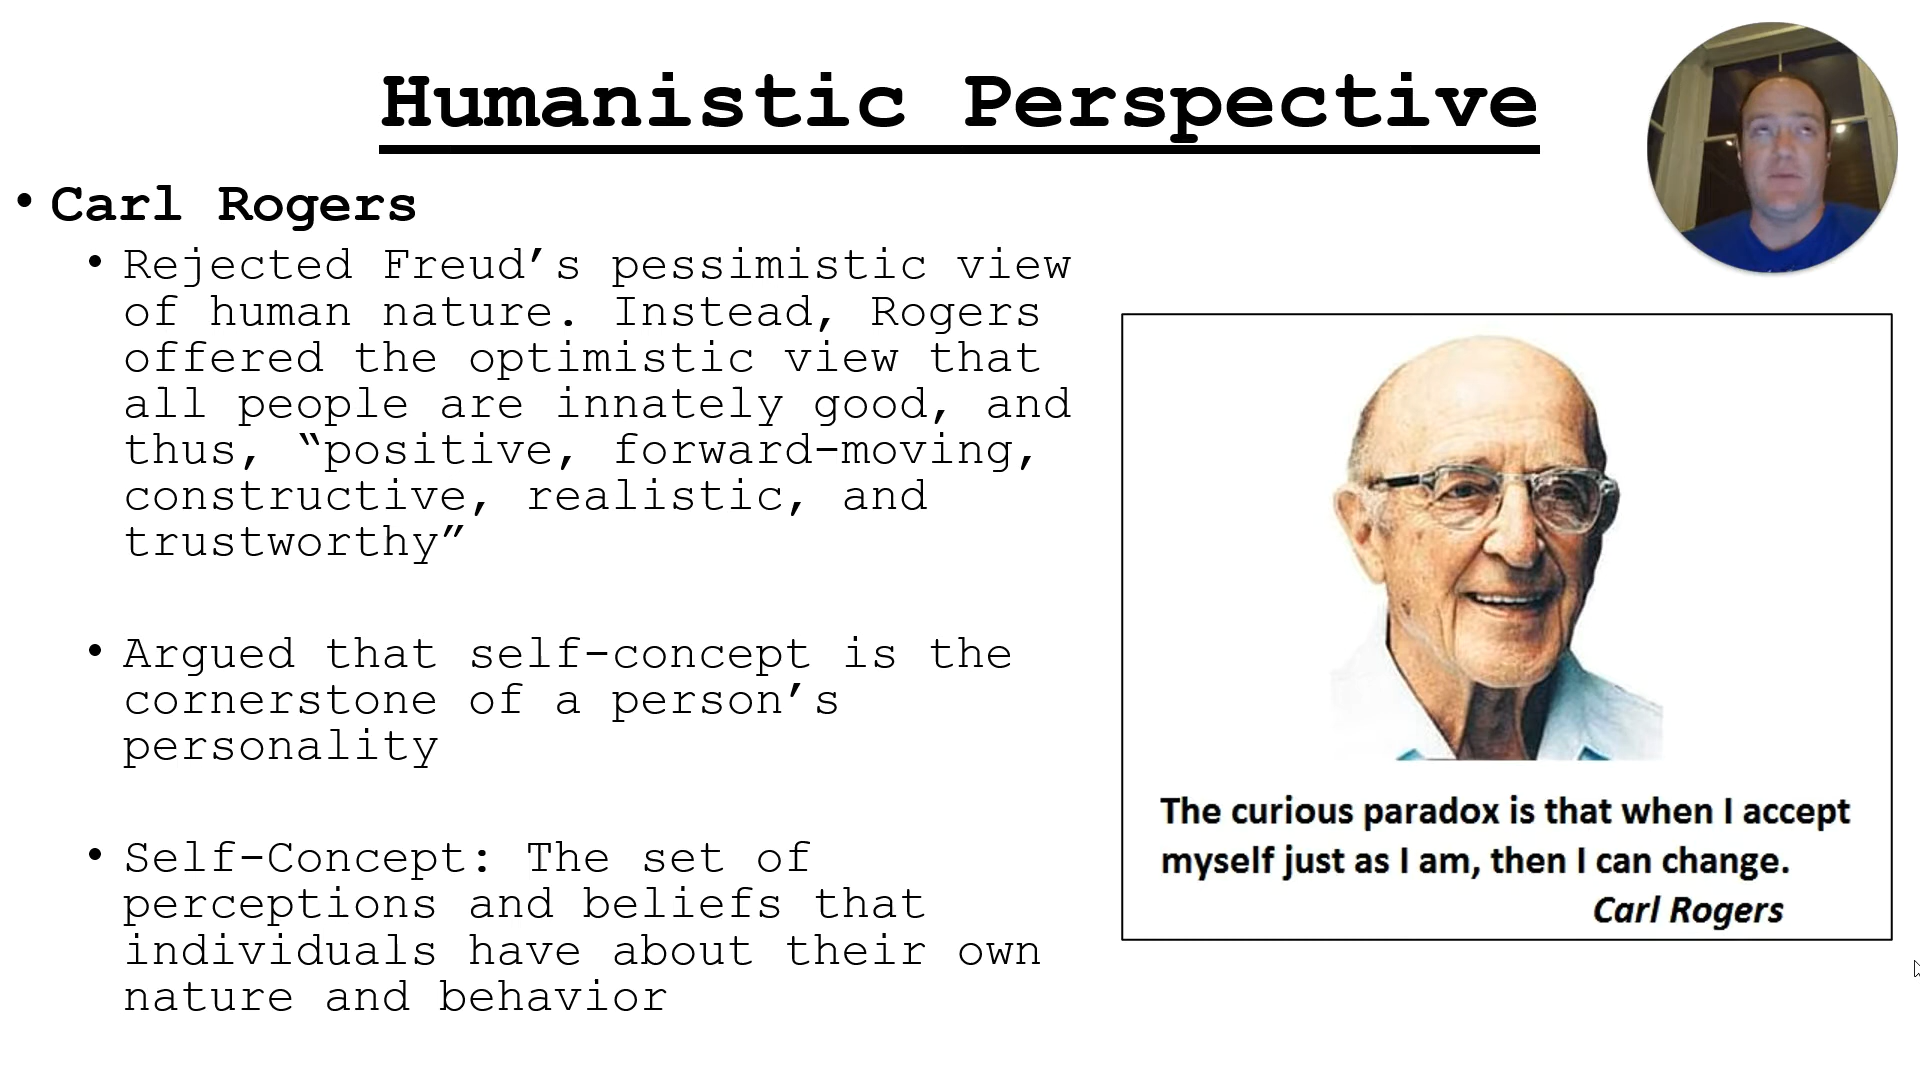 Humanistic Perspective
• Carl Rogers
• Rejected Freud’s pessimistic view
of human nature. Instead, Rogers
offered the optimistic view that
all people are innately good, and
thus, “positive, forward-moving,
constructive, realistic, and
trustworthy”
• Argued that self-concept is the
cornerstone of a person’s
personality
• Self-Concept: The set of
perceptions and beliefs that
individuals have about their own
nature and behavior
The curious paradox is that when I accept
myself just as I am, then I can change.
Carl Rogers